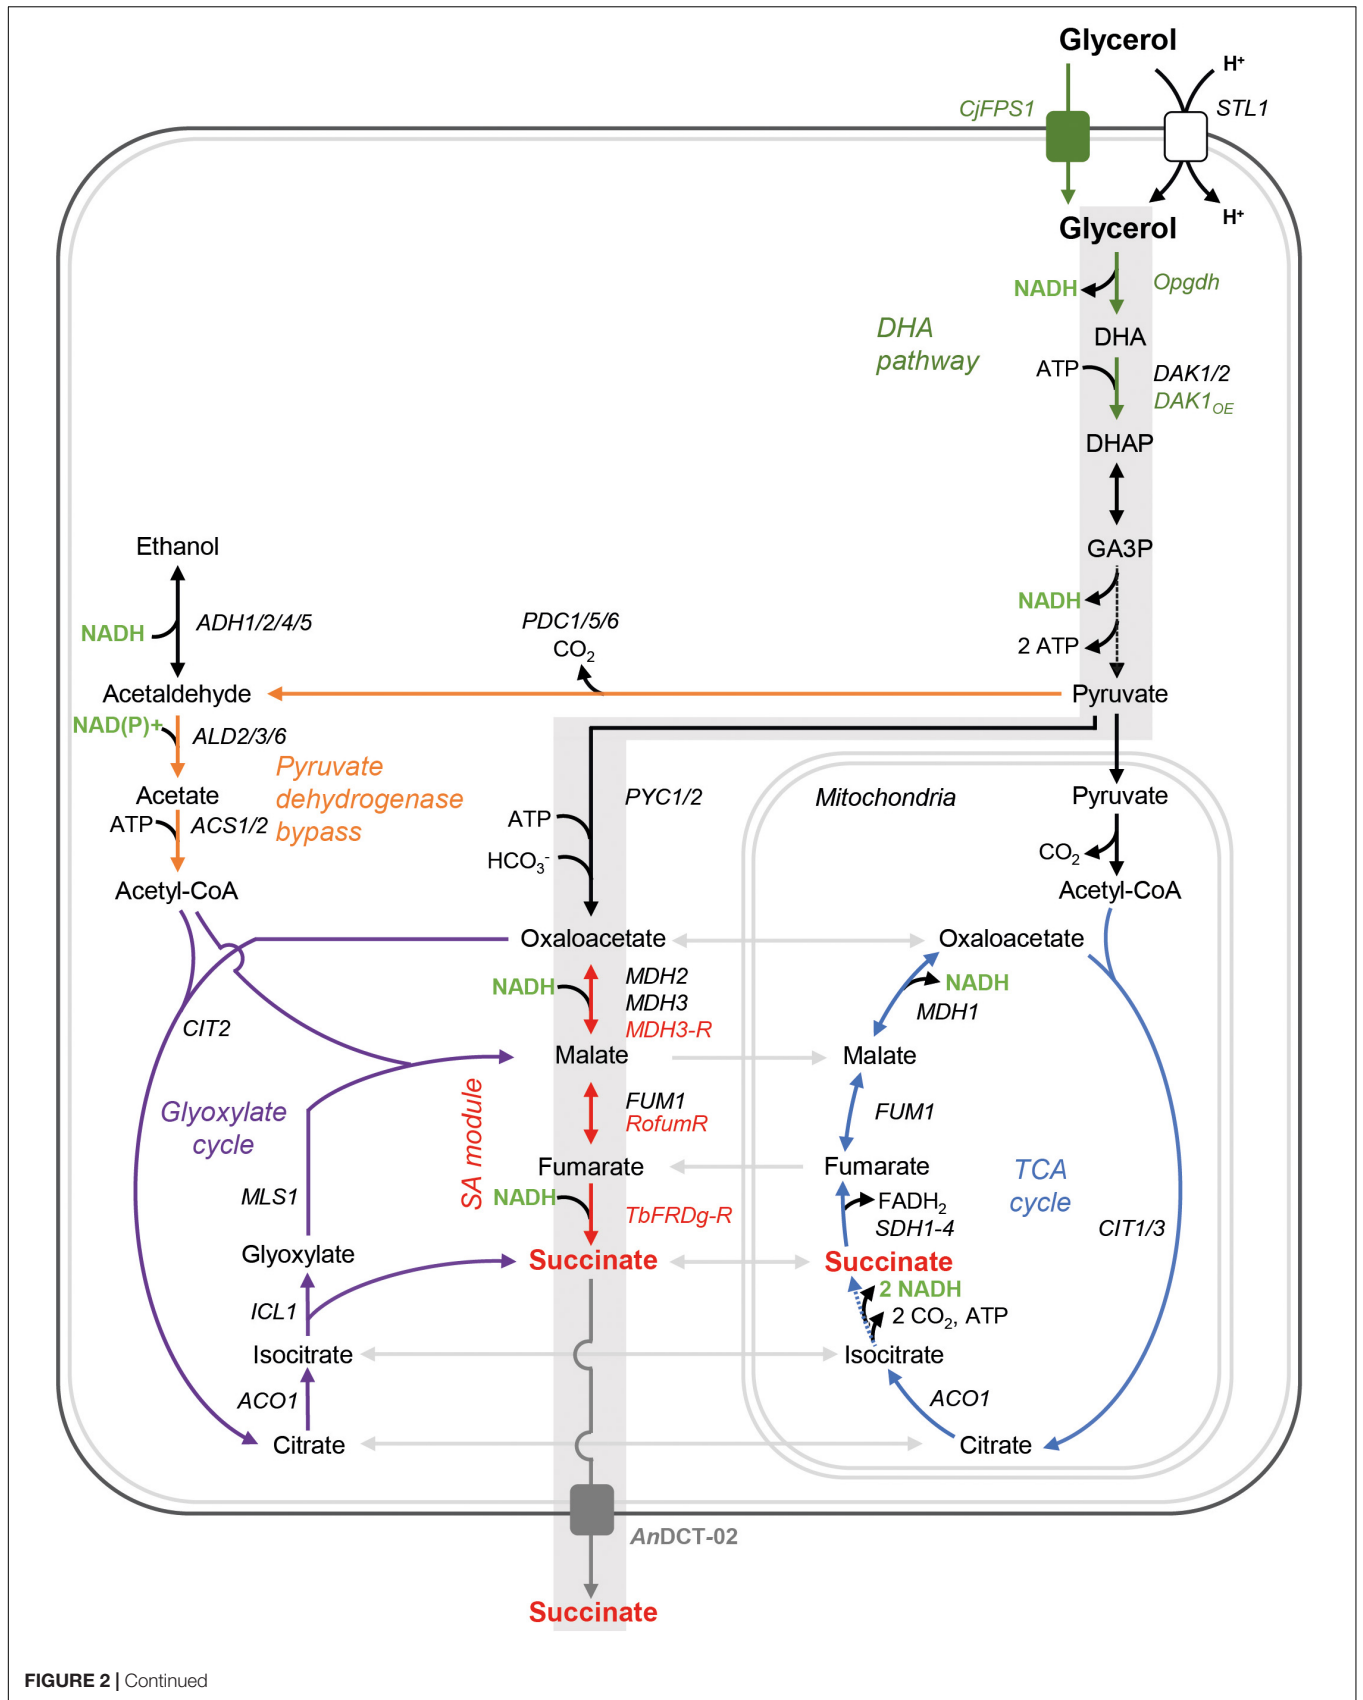 Glycerol
H+
CjFPS1
STL1
Glycerol
H+
NADH
Opgdh
DHA
pathway
DHA
ATP
DAK1/2
DAK1OE
DHAP
Ethanol
GA3P
NADH
ADH1/2/4/5
NADH
2 ATP
PDC1/5/6
CO2
Acetaldehyde
Pyruvate
NAD(P)+
ALD2/3/6
Pyruvate
dehydrogenase
bypass
Acetate
ATP
ACS1/2
Acetyl-CoA
PYC1/2
ATP
HCO3-
Mitochondria
Pyruvate
CO2
Acetyl-CoA
Oxaloacetate
Oxaloacetate
NADH
MDH2
MDH3
MDH3-R
NADH
MDH1
CIT2
Malate
Malate
Glyoxylate
cycle
SA module
FUM1
RofumR
FUM1
Fumarate
Fumarate
TCA
cycle
MLS1
NADH
TbFRDg-R
FADH2
SDH1-4
CIT1/3
Glyoxylate
Succinate
Succinate
2 NADH
2 CO2, ATP
ICL1
Isocitrate
Isocitrate
ACO1
ACO1
Citrate
Citrate
AnDCT-02
Succinate
FIGURE 2 | Continued